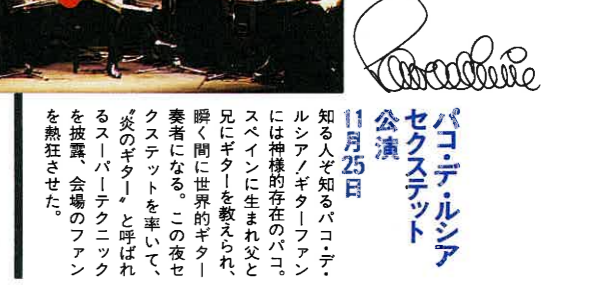 パコ・デ・ルシア
セクステット
公演
11月25日
知る人ぞ知るパコ・デ・
ルシア!ギターファン
には神様的存在のパコ。
スペインに生まれ父と
兄にギターを教えられ、
瞬く間に世界的ギター
奏者になる。この夜セ
クステットを率いて、
〝炎のギター〟と呼ばれ
るスーパーテクニック
を披露、会場のファン
を熱狂させた。